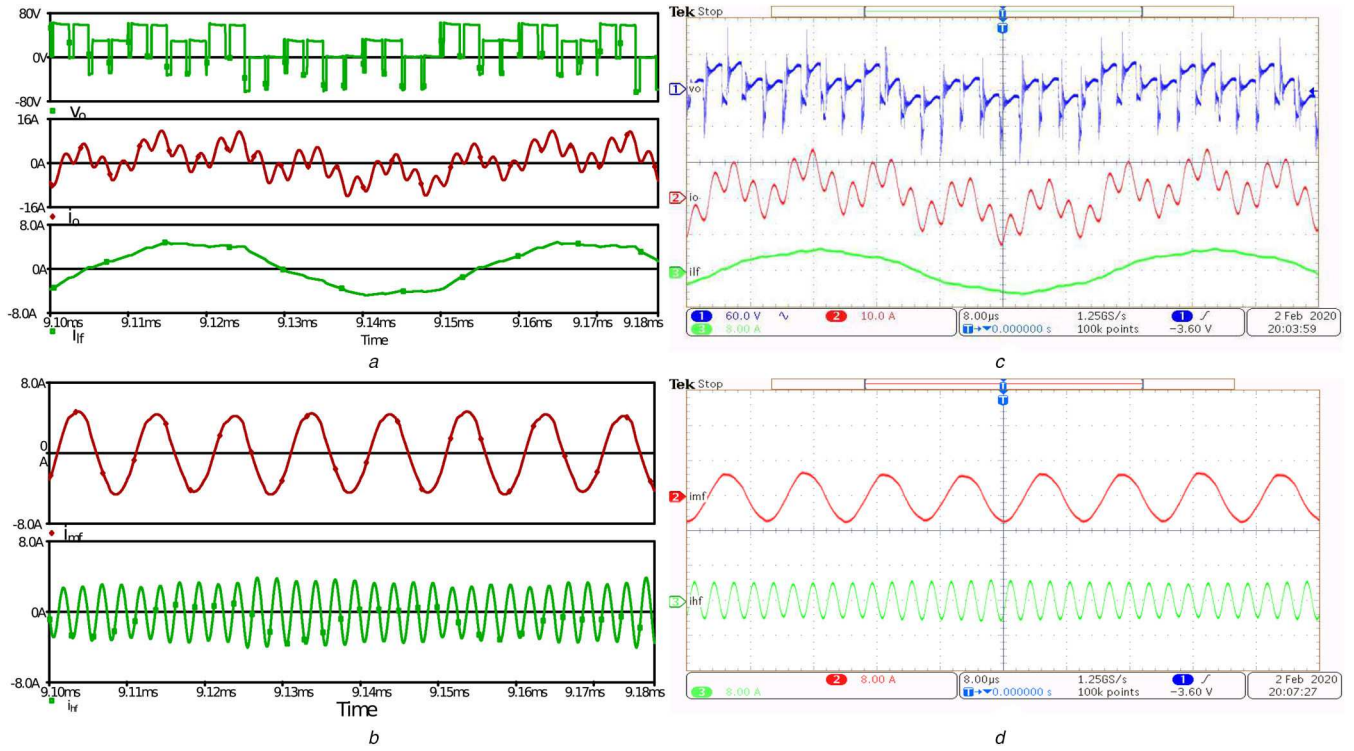 80V
0V
-80V
Vo
16A
0A
-16A
io
8.0A
0A
-8.0A
9.10ms 9.11ms 9.12ms 9.13ms 9.14ms 9.15ms 9.16ms 9.17ms 9.18ms
Ilf
Time
a
Tek Stop
T
T
1 vo
2 io
3 ilf
1 60.0 V 2 10.0 A
3 8.00 A
8.00µs 1.25GS/s 1
T 0.000000 s 100k points −3.60 V
2 Feb 2020
20:03:59
c
8.0A
0
A
-8.0A
imf
8.0A
0A
-8.0A
9.10ms 9.11ms 9.12ms 9.13ms 9.14ms 9.15ms 9.16ms 9.17ms 9.18ms
ihf
Time
b
Tek Stop
T
T
2 imf
3 ihf
2 8.00 A
3 8.00 A
8.00µs 1.25GS/s 1
T 0.000000 s 100k points −3.60 V
2 Feb 2020
20:07:27
d